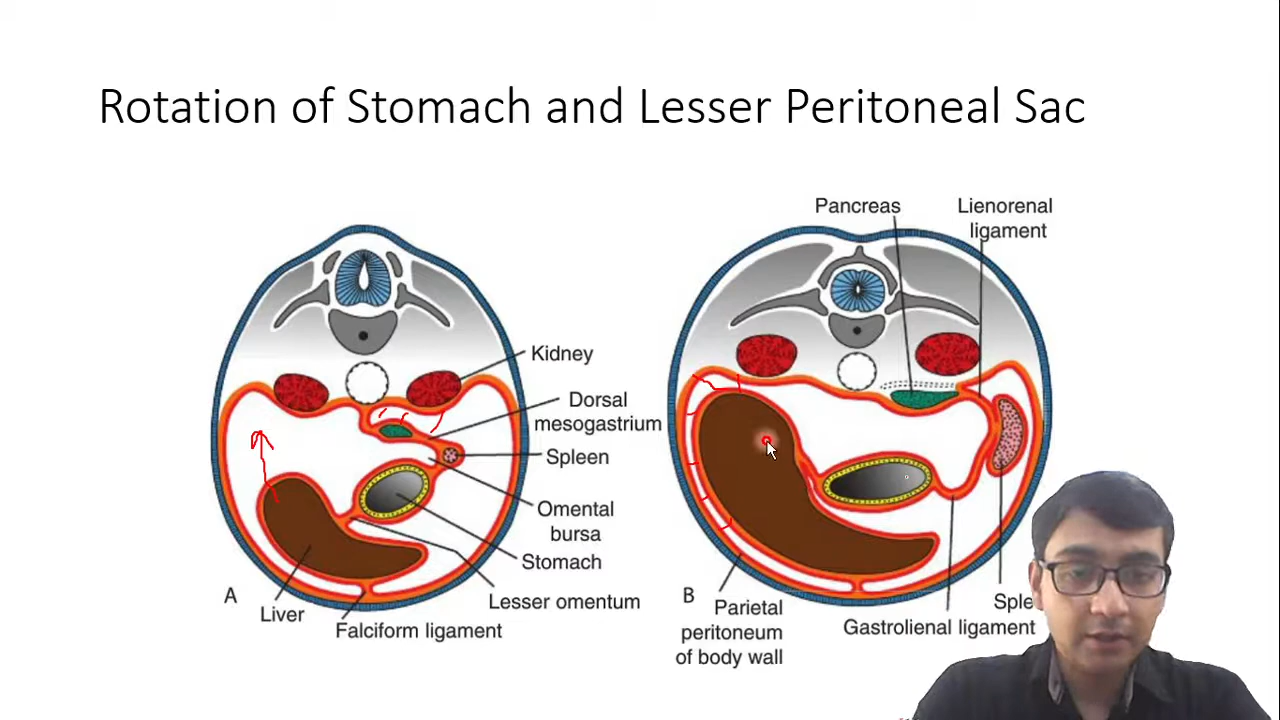 Rotation of Stomach and Lesser Peritoneal Sac
Pancreas
Lienorenal
ligament
Kidney
Dorsal
mesogastrium
Spleen
Omental
bursa
Stomach
Lesser omentum
A
Liver
Falciform ligament
B
Parietal
peritoneum
of body wall
Sple
Gastrolienal ligament